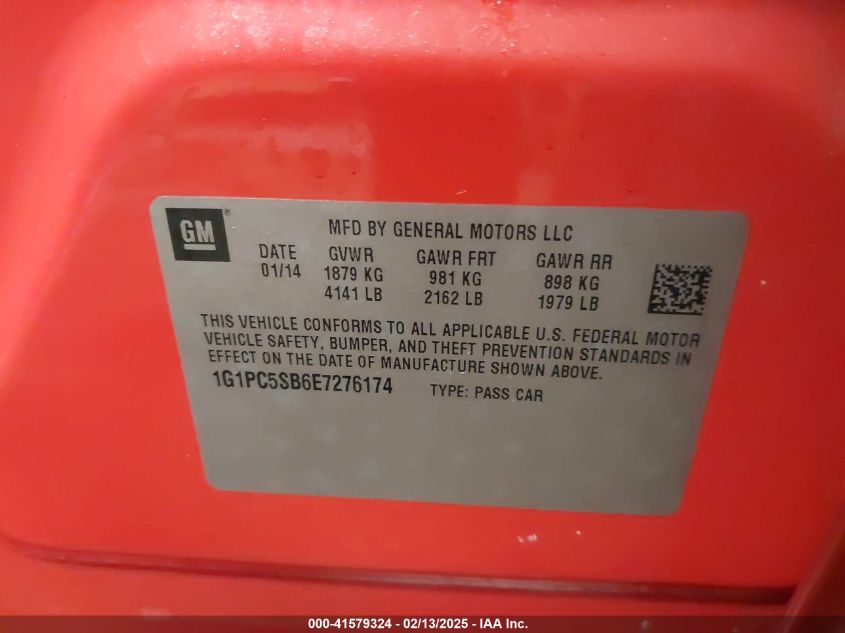 GM®
MFD BY GENERAL MOTORS LLC
DATE GVWR GAWR FRT GAWR RR
01/14 1879 KG 981 KG 898 KG
4141 LB 2162 LB 1979 LB
THIS VEHICLE CONFORMS TO ALL APPLICABLE U.S. FEDERAL MOTOR
VEHICLE SAFETY, BUMPER, AND THEFT PREVENTION STANDARDS IN
EFFECT ON THE DATE OF MANUFACTURE SHOWN ABOVE.
1G1PC5SB6E7276174 TYPE: PASS CAR
000-41579324 - 02/13/2025 - IAA Inc.